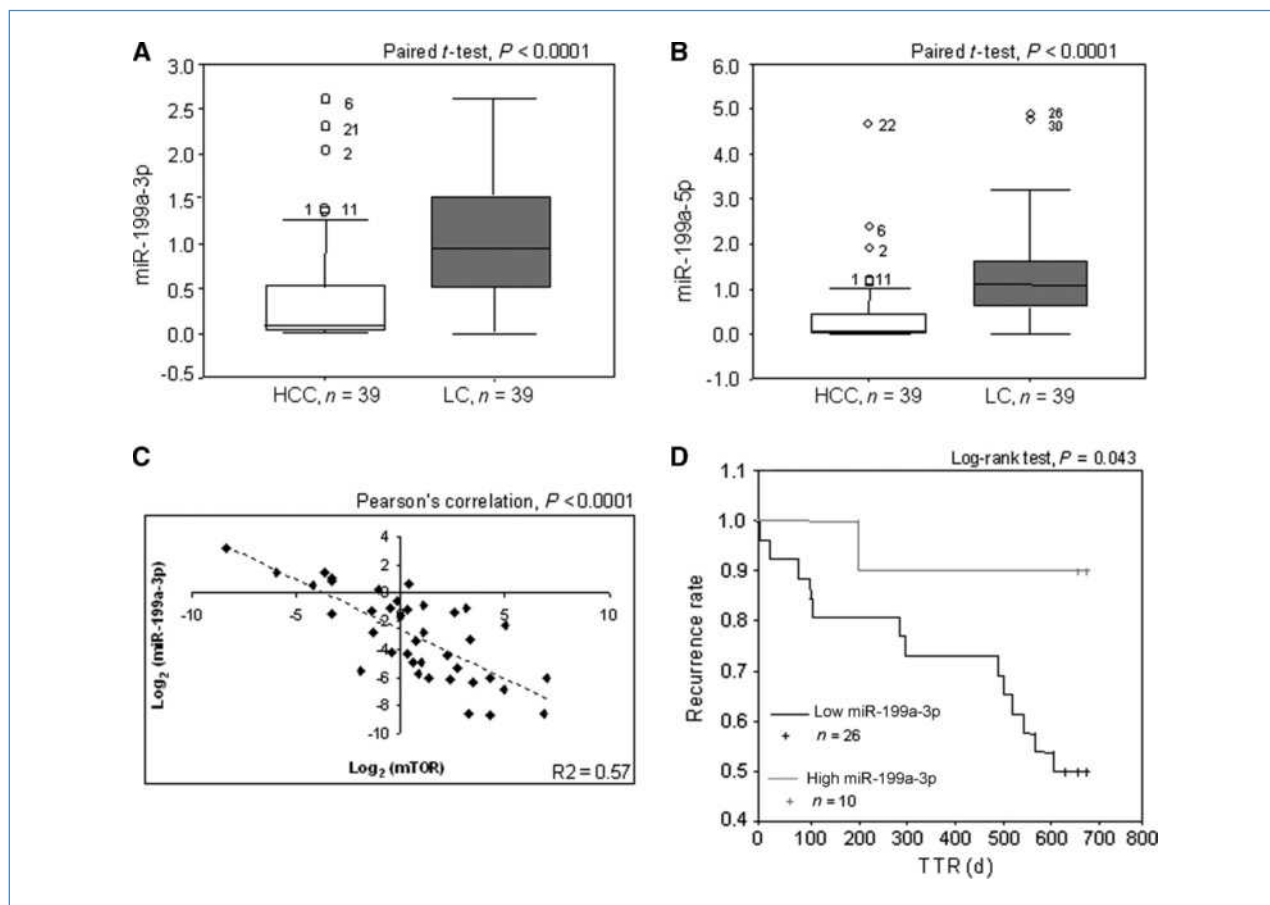 A
Paired t-test, P < 0.0001
3.0
2.5
2.0
1.5
1.0
0.5
0.0
-0.5
miR-199a-3p
6
21
2
1 11
HCC, n = 39
LC, n = 39
B
Paired t-test, P < 0.0001
6.0
5.0
4.0
3.0
2.0
1.0
0.0
-1.0
miR-199a-5p
22
6
2
1 11
26
30
HCC, n = 39
LC, n = 39
C
Pearson's correlation, P <0.0001
Log2 (miR-199a-3p)
4
2
0
-2
-4
-6
-8
-10
-10
-5
5
10
Log2 (mTOR)
R2 = 0.57
D
Log-rank test, P = 0.043
1.1
1.0
0.9
0.8
0.7
0.6
0.5
0.4
Recurrence rate
Low miR-199a-3p
n = 26
High miR-199a-3p
n = 10
0 100 200 300 400 500 600 700 800
TTR (d)